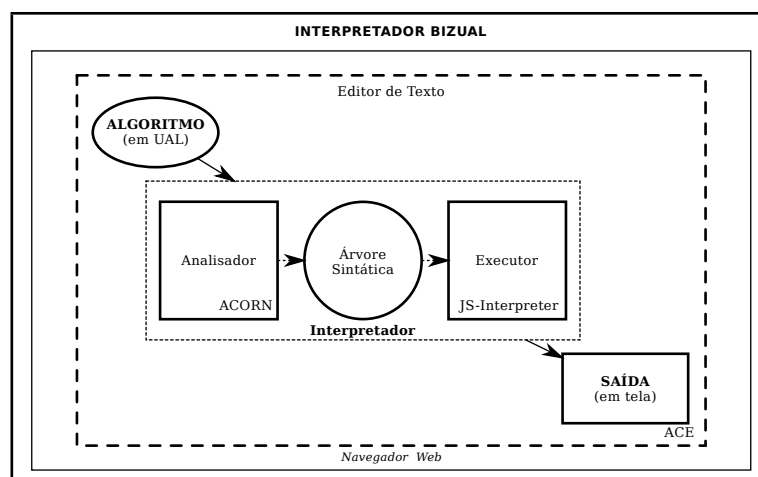 INTERPRETADOR BIZUAL
Editor de Texto
ALGORITMO
(em UAL)
Analisador
ACORN
Árvore
Sintática
Executor
JS-Interpreter
Interpretador
SAÍDA
(em tela)
ACE
Navegador Web